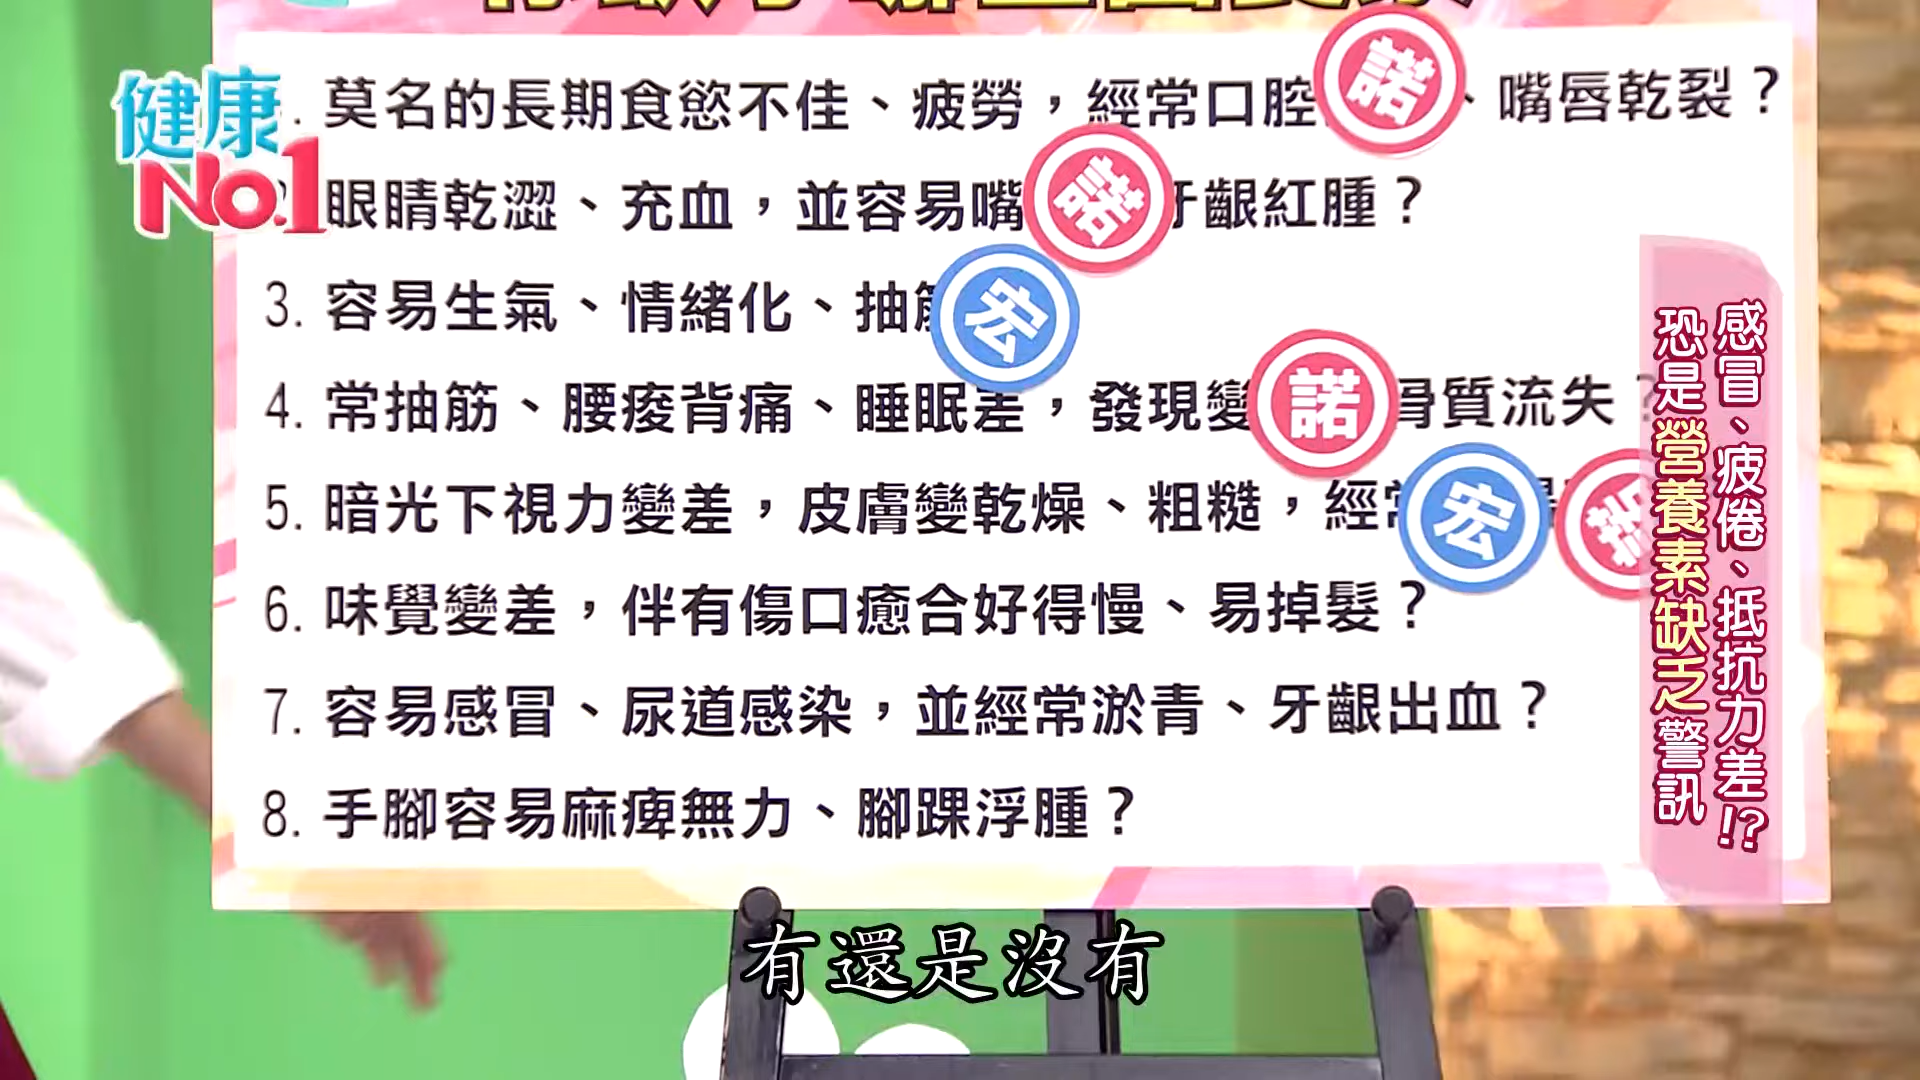 健康
No.1
1. 莫名的長期食慾不佳、疲勞，經常口腔 諾 、嘴唇乾裂？
眼睛乾澀、充血，並容易嘴 諾 牙齦紅腫？
3. 容易生氣、情緒化、抽筋 宏
4. 常抽筋、腰痠背痛、睡眠差，發現變 諾 骨質流失？
5. 暗光下視力變差，皮膚變乾燥、粗糙，經常 宏
6. 味覺變差，伴有傷口癒合好得慢、易掉髮？
7. 容易感冒、尿道感染，並經常淤青、牙齦出血？
8. 手腳容易麻痺無力、腳踝浮腫？
感冒、疲倦、抵抗力差!?
恐是營養素缺乏警訊
有還是沒有